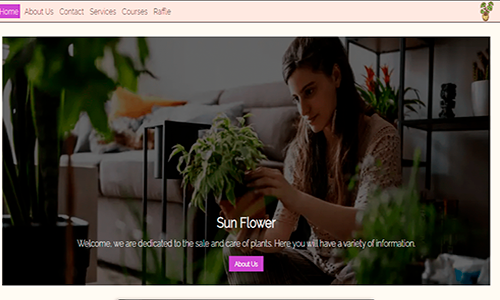 Home About Us Contact Services Courses Raffle
Sun Flower
Welcome, we are dedicated to the sale and care of plants. Here you will have a variety of information.
About Us